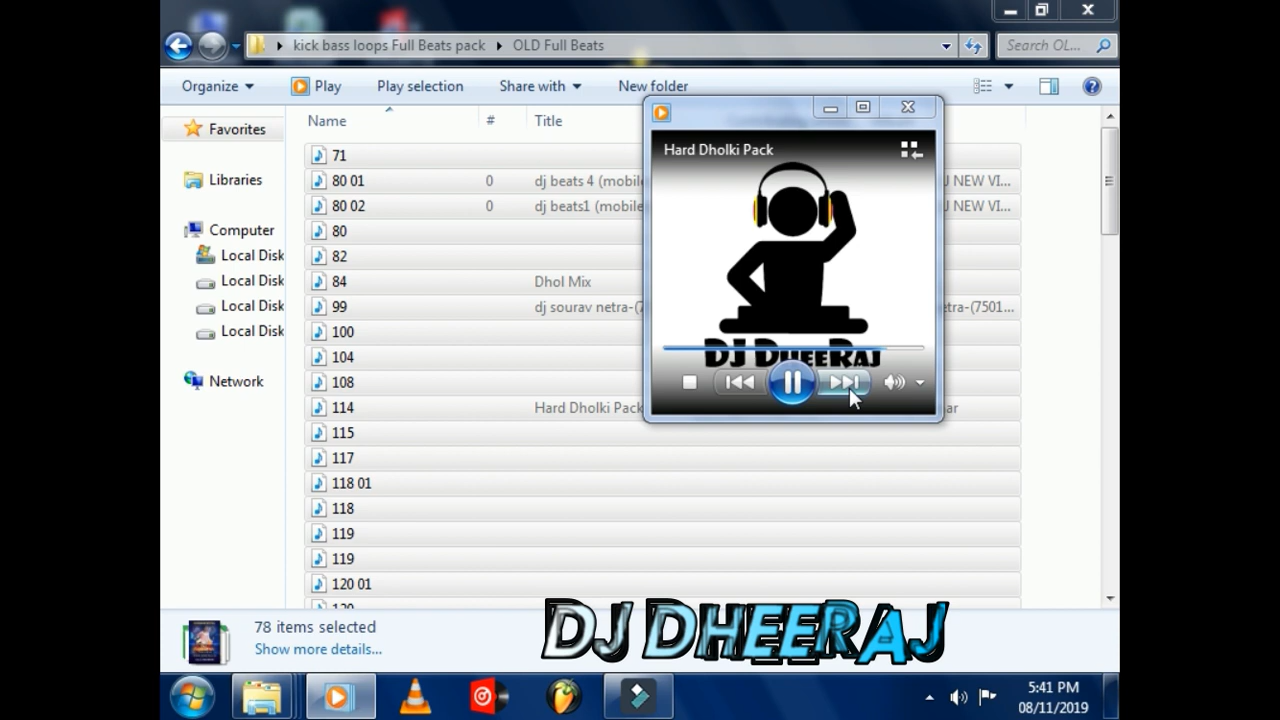 kick bass loops Full Beats pack ▸ OLD Full Beats
Search OL...
Organize Play Play selection Share with New folder
Name # Title
Favorites
Libraries
Computer
Local Disk
Local Disk
Local Disk
Local Disk
Network
71
80 01 0 dj beats 4 (mobile J NEW VI...
80 02 0 dj beats1 (mobile J NEW VI...
80
82
84 Dhol Mix
99 dj sourav netra-(7 etra-(7501...
100
104
108
114 Hard Dholki Pack ar
115
117
118 01
118
119
119
120 01
120
Hard Dholki Pack
DJ DHEERAJ
78 items selected
Show more details...
DJ DHEERAJ
5:41 PM
08/11/2019